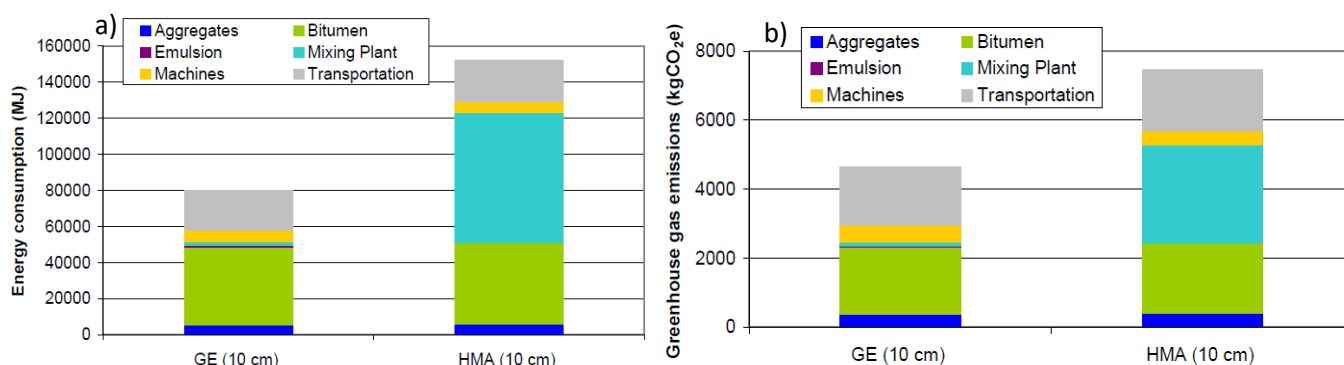 a)
Aggregates Bitumen
Emulsion Mixing Plant
Machines Transportation
Energy consumption (MJ)
160000
140000
120000
100000
80000
60000
40000
20000
0
GE (10 cm) HMA (10 cm)
b)
Aggregates Bitumen
Emulsion Mixing Plant
Machines Transportation
Greenhouse gas emissions (kgCO₂e)
8000
6000
4000
2000
0
GE (10 cm) HMA (10 cm)